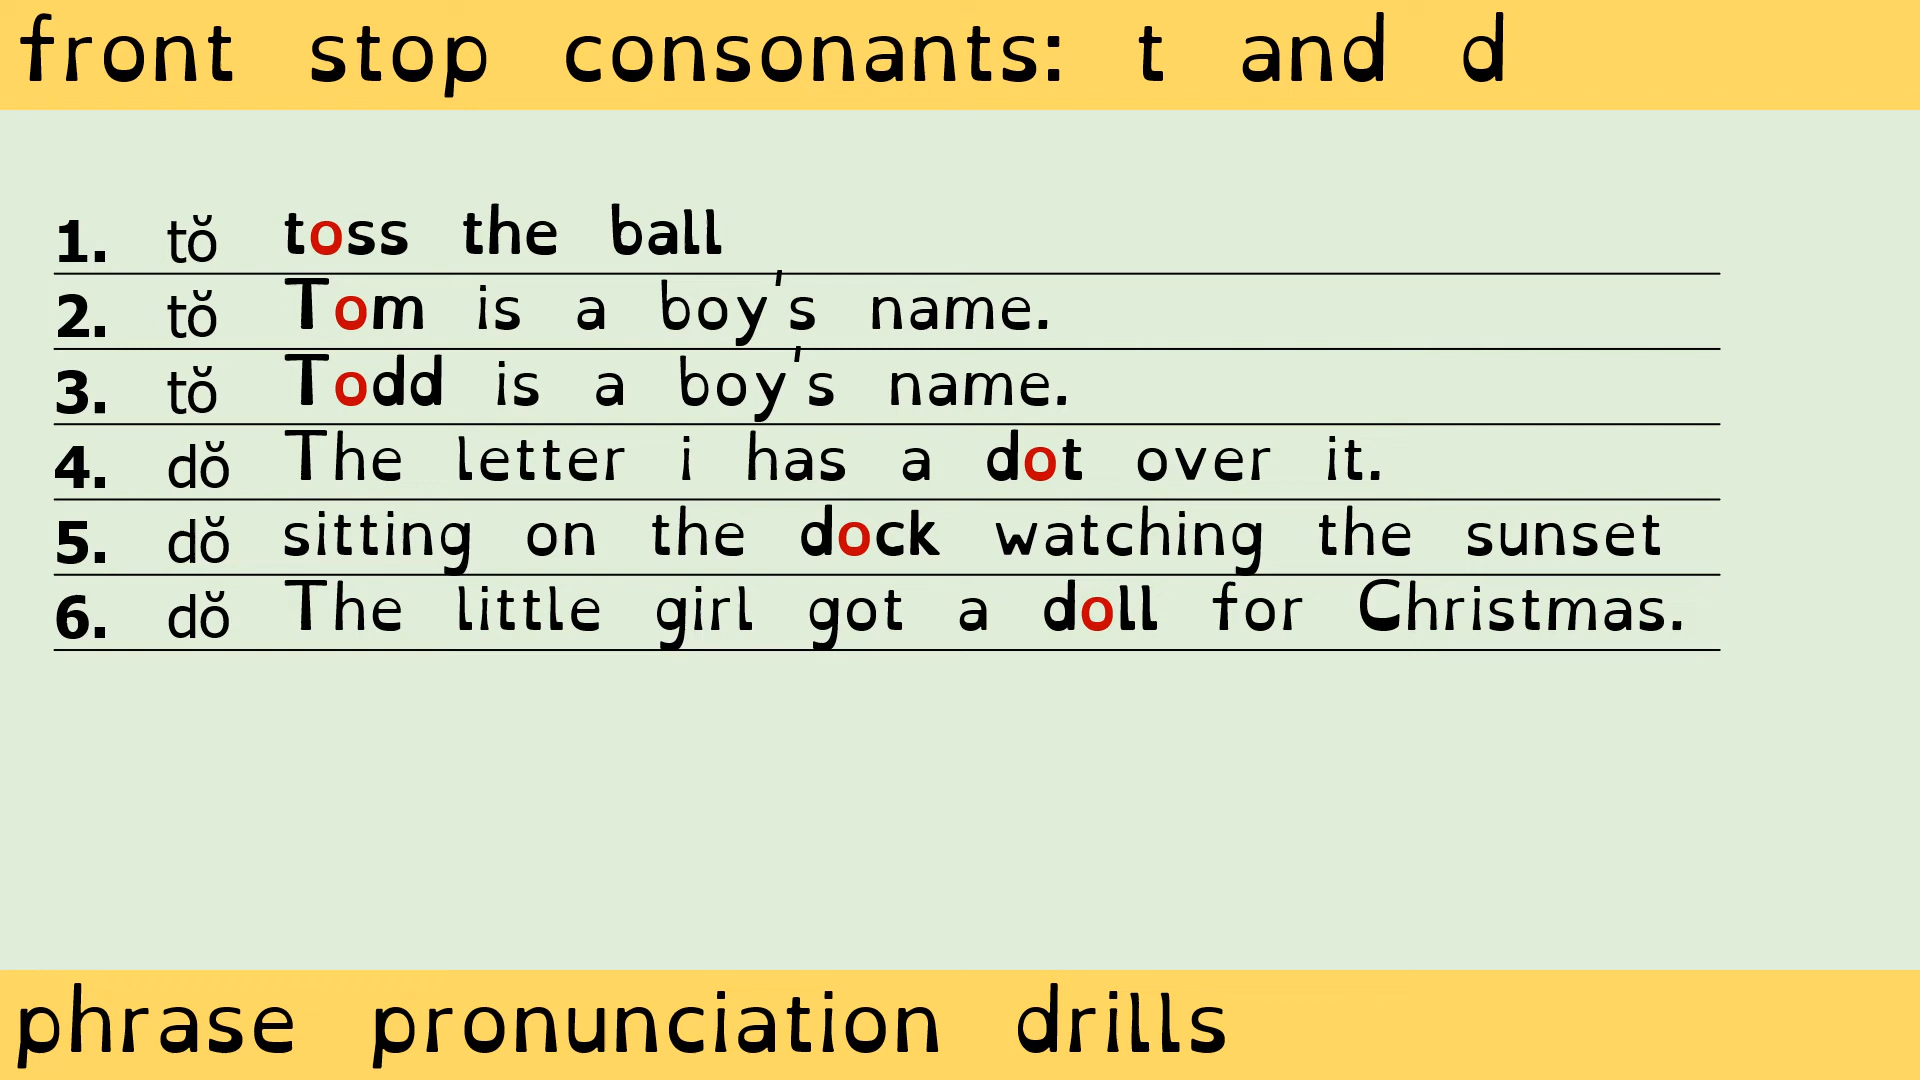 front stop consonants: t and d
1. tŏ toss the ball
2. tŏ Tom is a boy's name.
3. tŏ Todd is a boy's name.
4. dŏ The letter i has a dot over it.
5. dŏ sitting on the dock watching the sunset
6. dŏ The little girl got a doll for Christmas.
phrase pronunciation drills